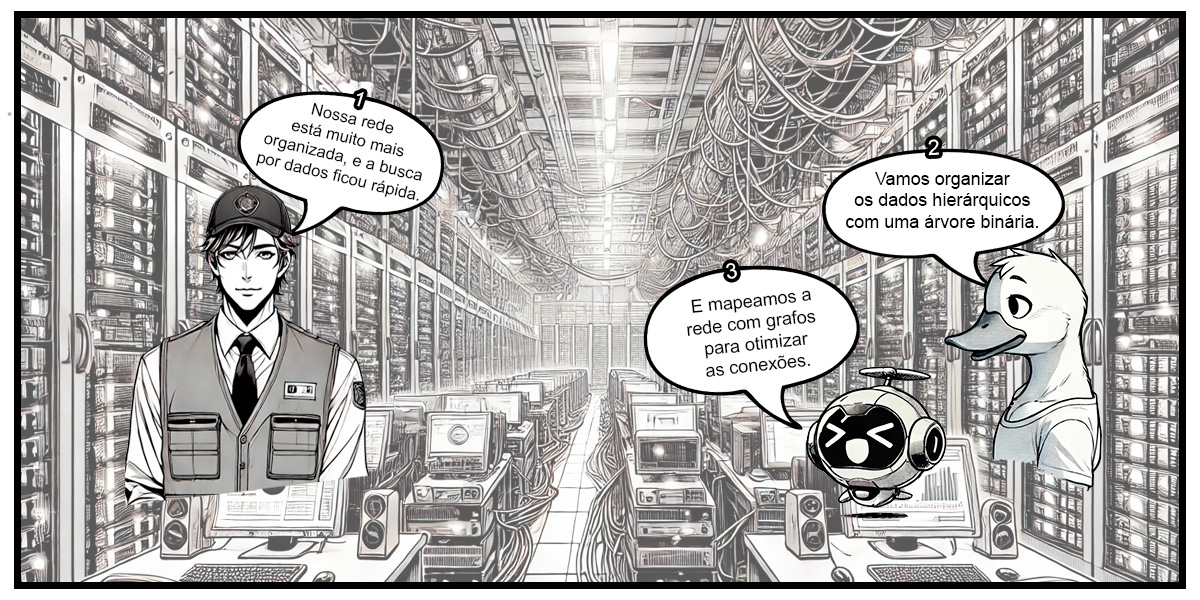 1
Nossa rede
está muito mais
organizada, e a busca
por dados ficou rápida.
2
Vamos organizar
os dados hierárquicos
com uma árvore binária.
3
E mapeamos a
rede com grafos
para otimizar
as conexões.